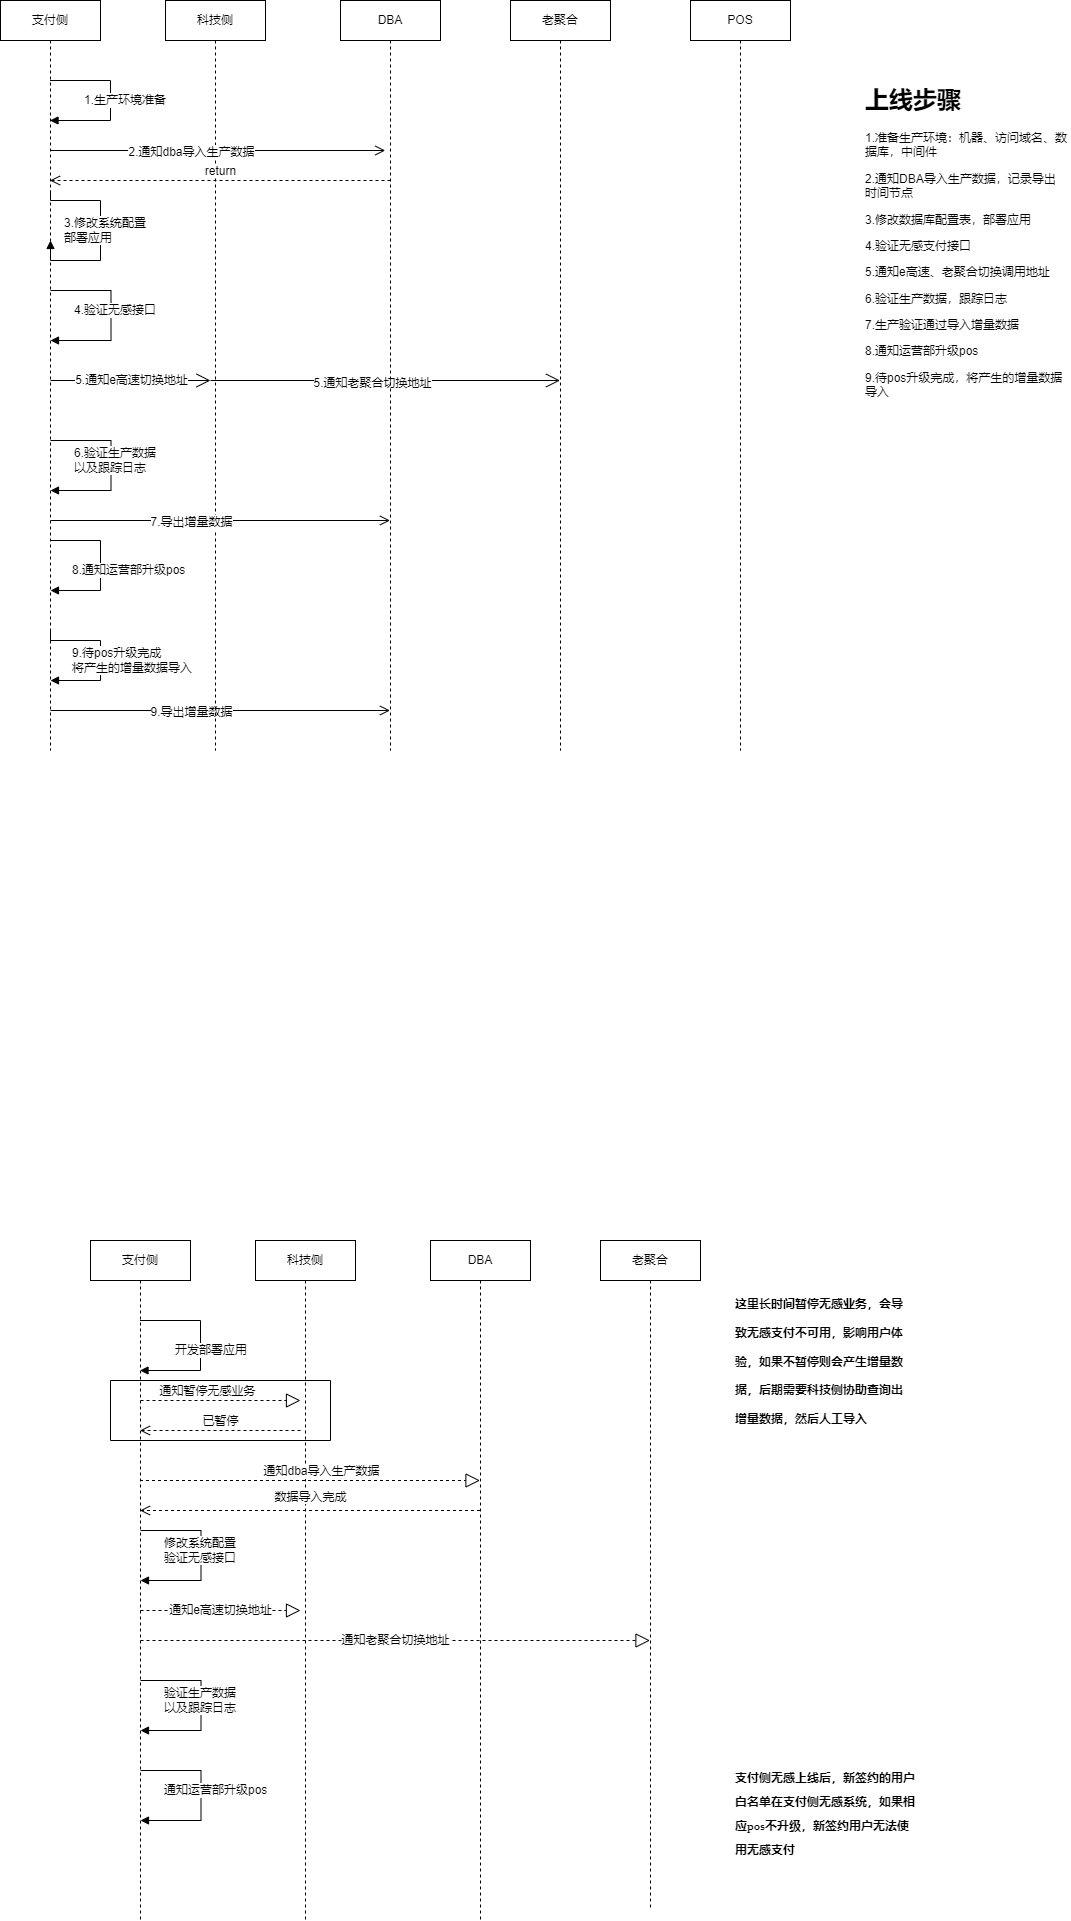 支付侧
科技侧
DBA
老聚合
POS
1.生产环境准备
2.通知dba导入生产数据
return
3.修改系统配置
部署应用
4.验证无感接口
5.通知e高速切换地址
5.通知老聚合切换地址
6.验证生产数据
以及跟踪日志
7.导出增量数据
8.通知运营部升级pos
9.待pos升级完成
将产生的增量数据导入
9.导出增量数据
上线步骤
1.准备生产环境：机器、访问域名、数
据库，中间件
2.通知DBA导入生产数据，记录导出
时间节点
3.修改数据库配置表，部署应用
4.验证无感支付接口
5.通知e高速、老聚合切换调用地址
6.验证生产数据，跟踪日志
7.生产验证通过导入增量数据
8.通知运营部升级pos
9.待pos升级完成，将产生的增量数据
导入
支付侧
科技侧
DBA
老聚合
开发部署应用
通知暂停无感业务
已暂停
通知dba导入生产数据
数据导入完成
修改系统配置
验证无感接口
通知e高速切换地址
通知老聚合切换地址
验证生产数据
以及跟踪日志
通知运营部升级pos
这里长时间暂停无感业务，会导
致无感支付不可用，影响用户体
验，如果不暂停则会产生增量数
据，后期需要科技侧协助查询出
增量数据，然后人工导入
支付侧无感上线后，新签约的用户
白名单在支付侧无感系统，如果相
应pos不升级，新签约用户无法使
用无感支付